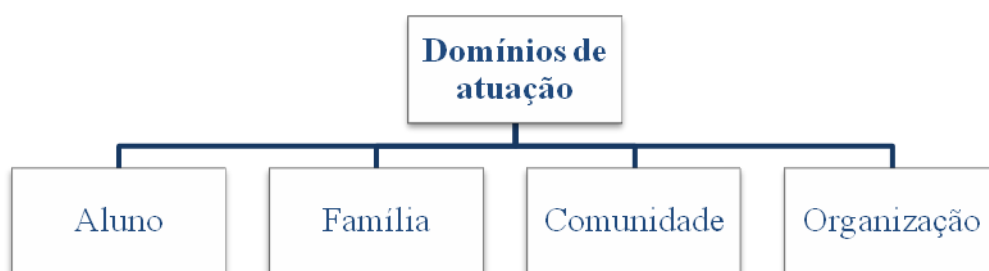 Domínios de
atuação
Aluno
Família
Comunidade
Organização